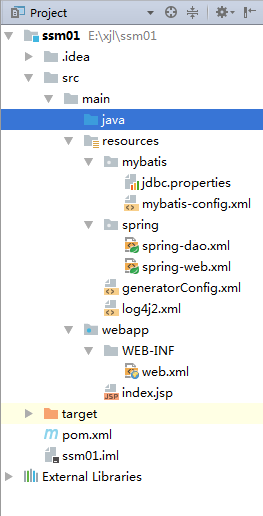 Project
ssm01 E:\xjl\ssm01
.idea
src
main
java
resources
mybatis
jdbc.properties
mybatis-config.xml
spring
spring-dao.xml
spring-web.xml
generatorConfig.xml
log4j2.xml
webapp
WEB-INF
web.xml
JSP index.jsp
target
m pom.xml
ssm01.iml
External Libraries